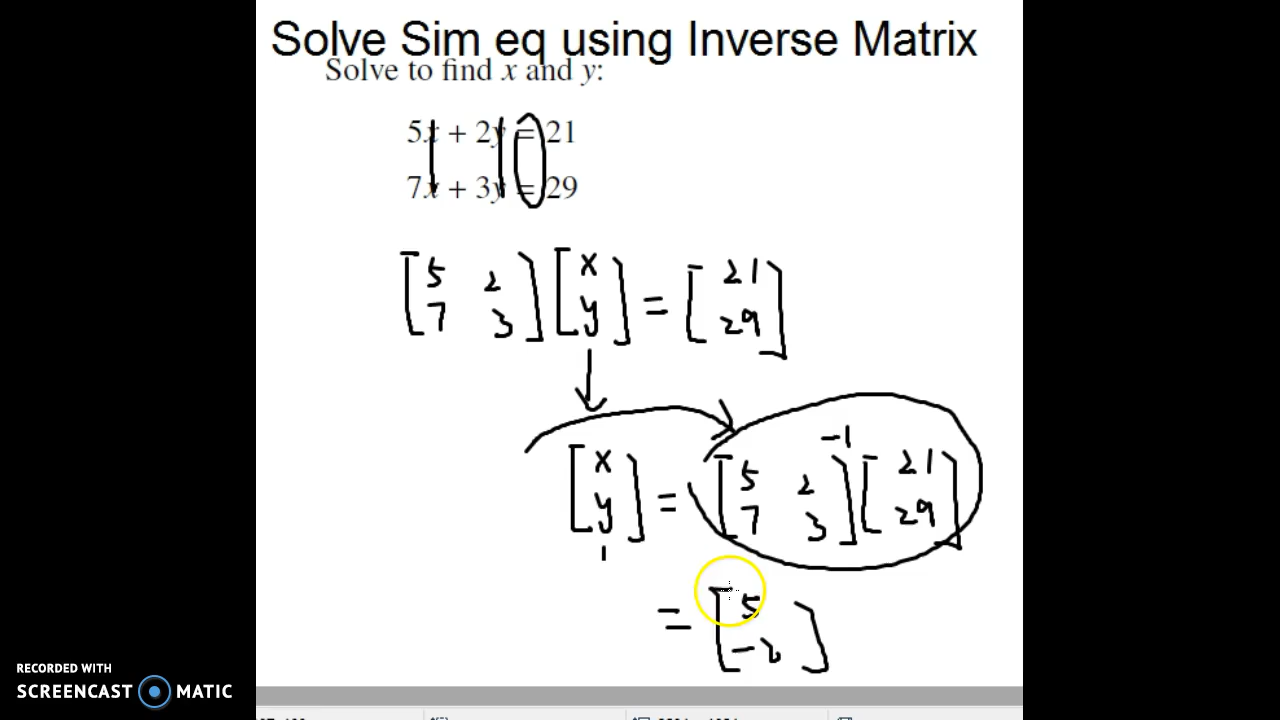 Solve Sim eq using Inverse Matrix
Solve to find x and y:
5x + 2y = 21
7x + 3y = 29
[5 2] [x] = [21]
[7 3] [y] [29]
[x] = [5 2]⁻¹ [21]
[y] [7 3] [29]
= [5]
[-2]
RECORDED WITH
SCREENCAST MATIC